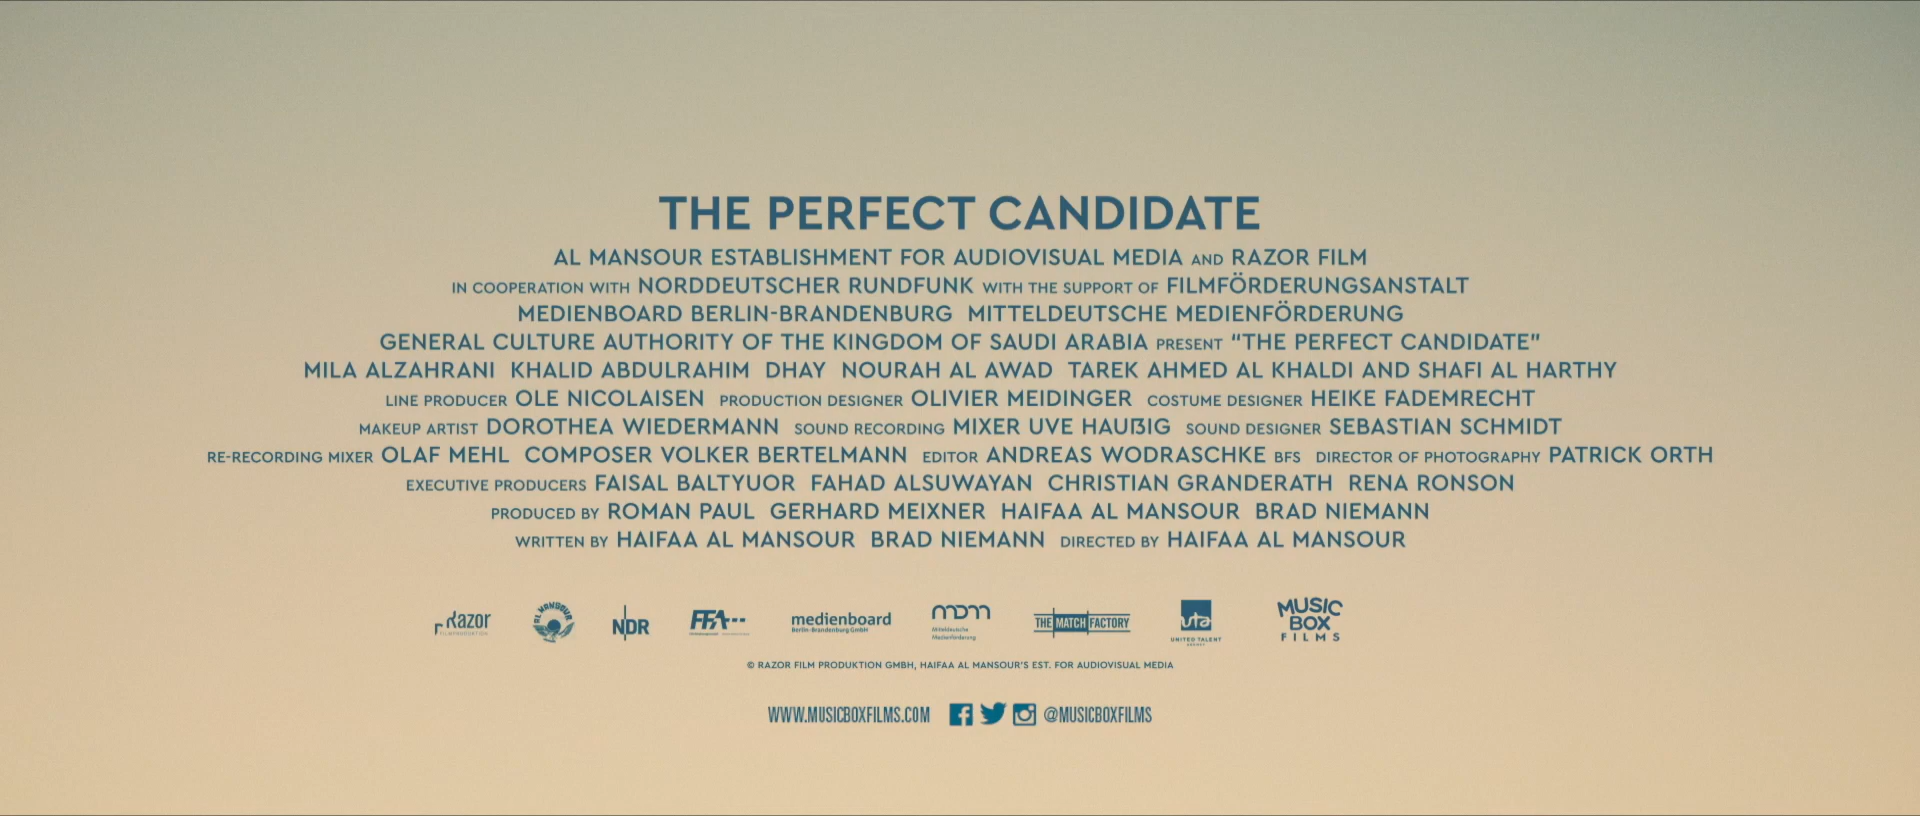 THE PERFECT CANDIDATE
AL MANSOUR ESTABLISHMENT FOR AUDIOVISUAL MEDIA AND RAZOR FILM
IN COOPERATION WITH NORDDEUTSCHER RUNDFUNK WITH THE SUPPORT OF FILMFÖRDERUNGSANSTALT
MEDIENBOARD BERLIN-BRANDENBURG MITTELDEUTSCHE MEDIENFÖRDERUNG
GENERAL CULTURE AUTHORITY OF THE KINGDOM OF SAUDI ARABIA PRESENT “THE PERFECT CANDIDATE”
MILA ALZAHRANI KHALID ABDULRAHIM DHAY NOURAH AL AWAD TAREK AHMED AL KHALDI AND SHAFI AL HARTHY
LINE PRODUCER OLE NICOLAISEN PRODUCTION DESIGNER OLIVIER MEIDINGER COSTUME DESIGNER HEIKE FADEMRECHT
MAKEUP ARTIST DOROTHEA WIEDERMANN SOUND RECORDING MIXER UVE HAUẞIG SOUND DESIGNER SEBASTIAN SCHMIDT
RE-RECORDING MIXER OLAF MEHL COMPOSER VOLKER BERTELMANN EDITOR ANDREAS WODRASCHKE BFS DIRECTOR OF PHOTOGRAPHY PATRICK ORTH
EXECUTIVE PRODUCERS FAISAL BALTYUOR FAHAD ALSUWAYAN CHRISTIAN GRANDERATH RENA RONSON
PRODUCED BY ROMAN PAUL GERHARD MEIXNER HAIFAA AL MANSOUR BRAD NIEMANN
WRITTEN BY HAIFAA AL MANSOUR BRAD NIEMANN DIRECTED BY HAIFAA AL MANSOUR
Razor
FILMPRODUKTION
AL MANSOUR
NDR
FFA
medienboard
Berlin-Brandenburg GmbH
mdm
Mitteldeutsche
Medienförderung
THE MATCH FACTORY
uta
UNITED TALENT
AGENCY
MUSIC
BOX
FILMS
© RAZOR FILM PRODUKTION GMBH, HAIFAA AL MANSOUR'S EST. FOR AUDIOVISUAL MEDIA
WWW.MUSICBOXFILMS.COM @MUSICBOXFILMS